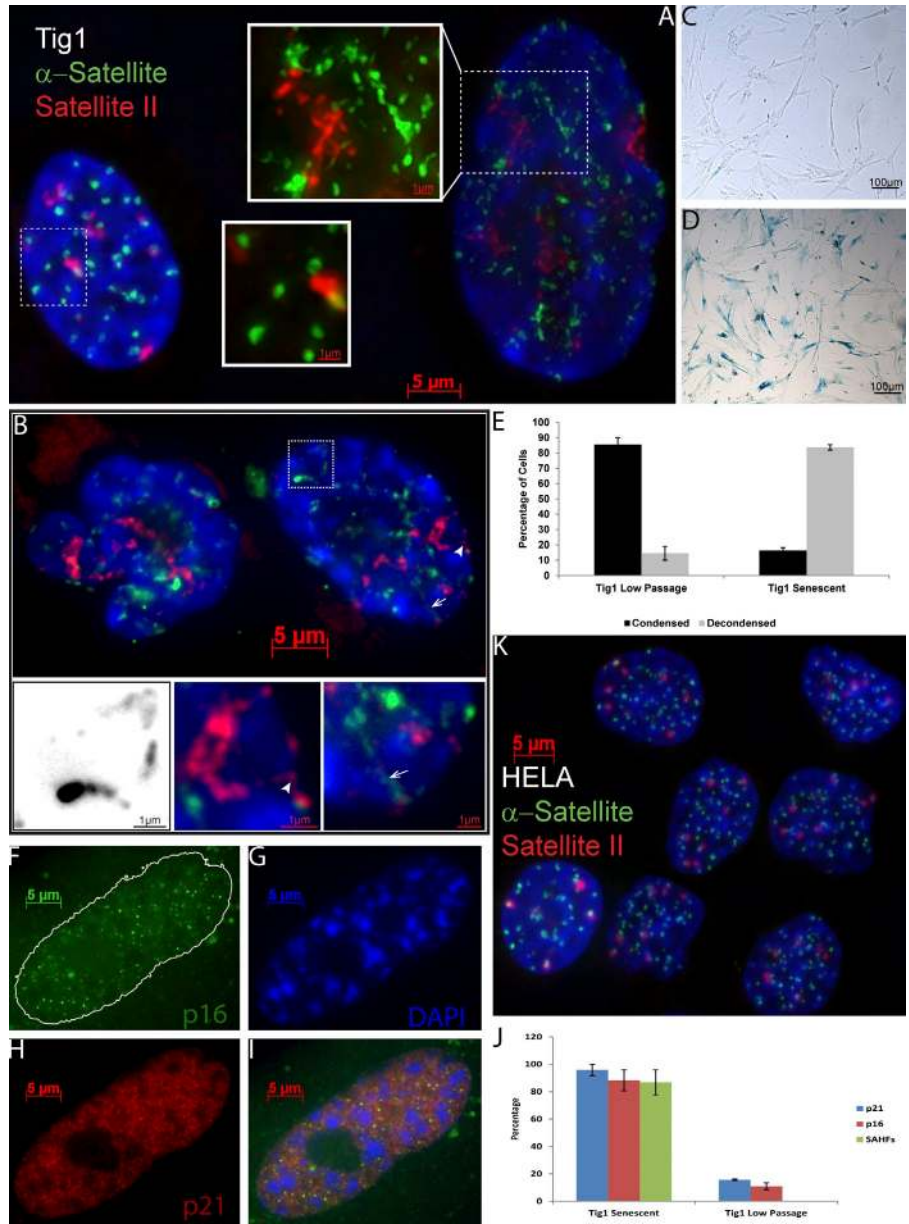 A
Tig1
α-Satellite
Satellite II
1µm
1µm
5 µm
C
100µm
D
100µm
B
5 µm
1µm
1µm
1µm
E
Percentage of Cells
100
90
80
70
60
50
40
30
20
10
0
Tig1 Low Passage
Tig1 Senescent
Condensed
Decondensed
K
5 µm
HELA
α-Satellite
Satellite II
F
5 µm
p16
G
5 µm
DAPI
H
5 µm
p21
I
5 µm
J
Percentage
120
100
80
60
40
20
0
Tig1 Senescent
Tig1 Low Passage
p21
p16
SAHFs